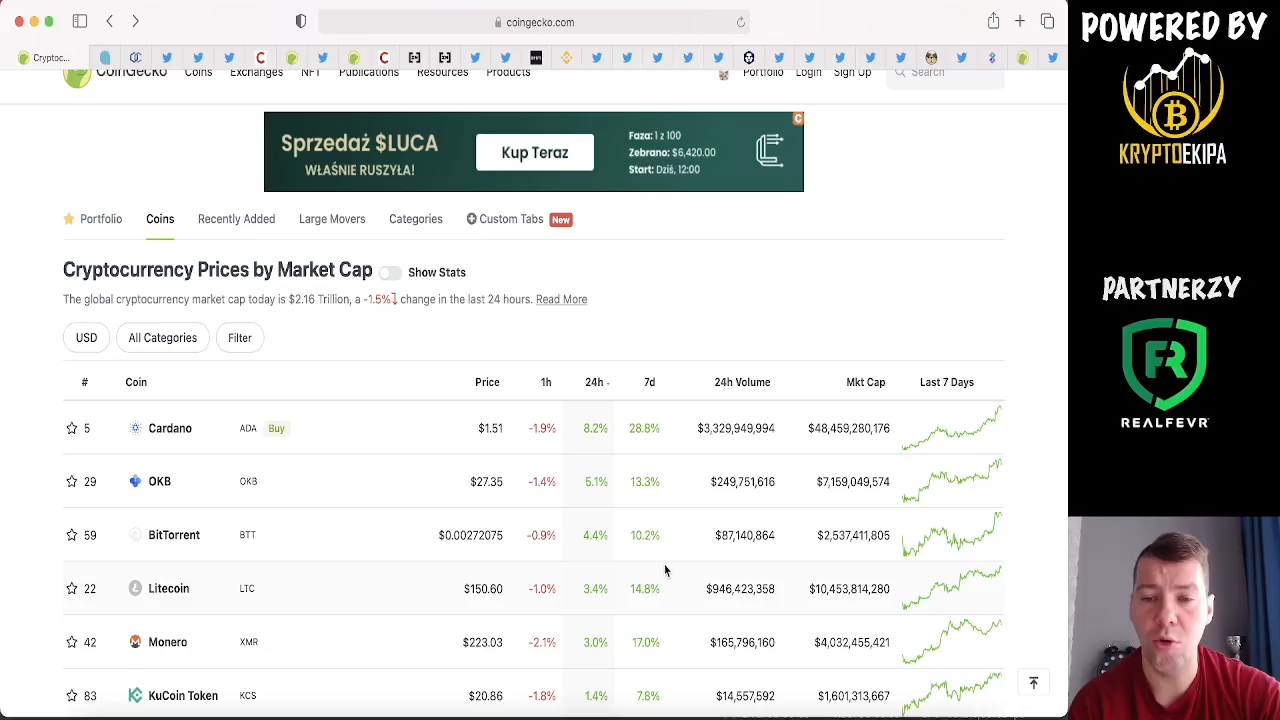 coingecko.com
Cryptoc...
CoinGecko Coins Exchanges NFT Publications Resources Products Portfolio Login Sign Up Search
Sprzedaż $LUCA
WŁAŚNIE RUSZYŁA!
Kup Teraz
Faza: 1 z 100
Zebrano: $6,420.00
Start: Dziś, 12:00
Portfolio Coins Recently Added Large Movers Categories Custom Tabs New
Cryptocurrency Prices by Market Cap Show Stats
The global cryptocurrency market cap today is $2.16 Trillion, a -1.5% change in the last 24 hours. Read More
USD All Categories Filter
# Coin Price 1h 24h 7d 24h Volume Mkt Cap Last 7 Days
5 Cardano ADA Buy $1.51 -1.9% 8.2% 28.8% $3,329,949,994 $48,459,280,176
29 OKB OKB $27.35 -1.4% 5.1% 13.3% $249,751,616 $7,159,049,574
59 BitTorrent BTT $0.00272075 -0.9% 4.4% 10.2% $87,140,864 $2,537,411,805
22 Litecoin LTC $150.60 -1.0% 3.4% 14.8% $946,423,358 $10,453,814,280
42 Monero XMR $223.03 -2.1% 3.0% 17.0% $165,796,160 $4,032,455,421
83 KuCoin Token KCS $20.86 -1.8% 1.4% 7.8% $14,557,592 $1,601,313,667
POWERED BY
KRYPTOEKIPA
PARTNERZY
FR
REALFEVR